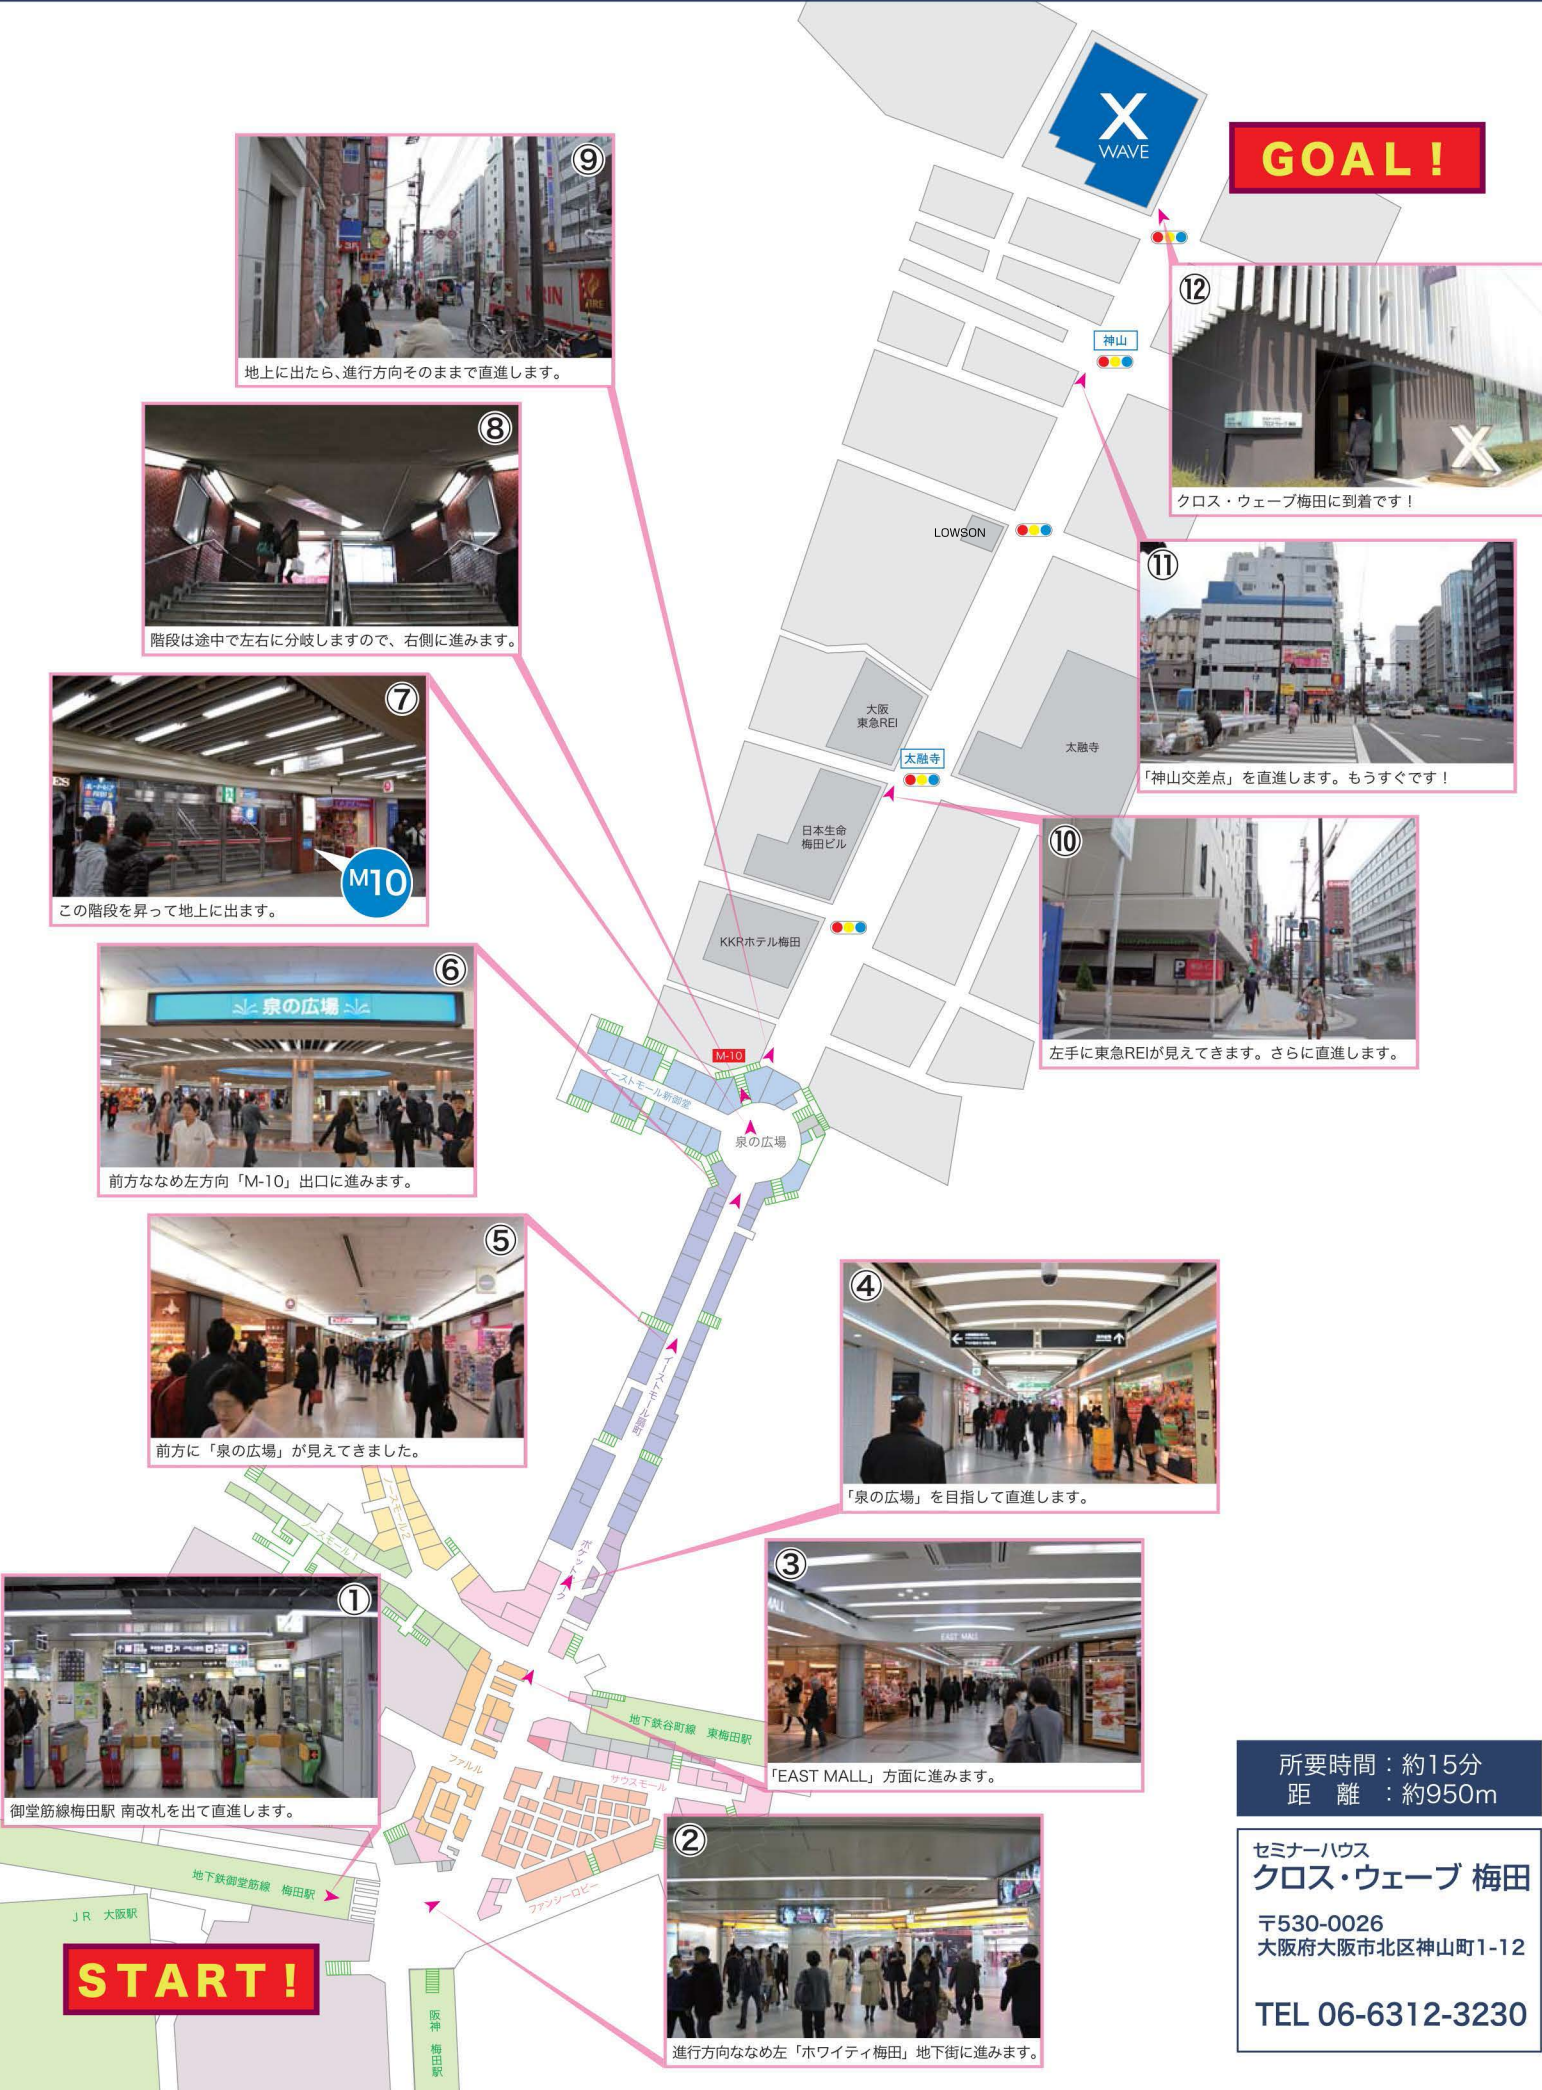 X
WAVE
GOAL!
⑨
KIRIN
FIRE
地上に出たら、進行方向そのままで直進します。
⑧
階段は途中で左右に分岐しますので、右側に進みます。
⑦
M10
この階段を昇って地上に出ます。
⑥
泉の広場
前方ななめ左方向「M-10」出口に進みます。
⑤
前方に「泉の広場」が見えてきました。
⑫
X
クロス・ウェーブ梅田に到着です！
神山
⑪
「神山交差点」を直進します。もうすぐです！
LOWSON
大阪
東急REI
太融寺
太融寺
⑩
P
左手に東急REIが見えてきます。さらに直進します。
日本生命
梅田ビル
KKRホテル梅田
M-10
イーストモール新御堂
泉の広場
イーストモール扇町
④
「泉の広場」を目指して直進します。
ノースモール2
ノースモール1
③
EAST MALL
「EAST MALL」方面に進みます。
①
御堂筋線梅田駅 南改札を出て直進します。
地下鉄谷町線 東梅田駅
ファルル
サウスモール
ファンシーロビー
②
進行方向ななめ左「ホワイティ梅田」地下街に進みます。
地下鉄御堂筋線 梅田駅
JR 大阪駅
START!
阪神 梅田駅
所要時間：約15分
距 離 ：約950m
セミナーハウス
クロス・ウェーブ 梅田
〒530-0026
大阪府大阪市北区神山町1-12
TEL 06-6312-3230